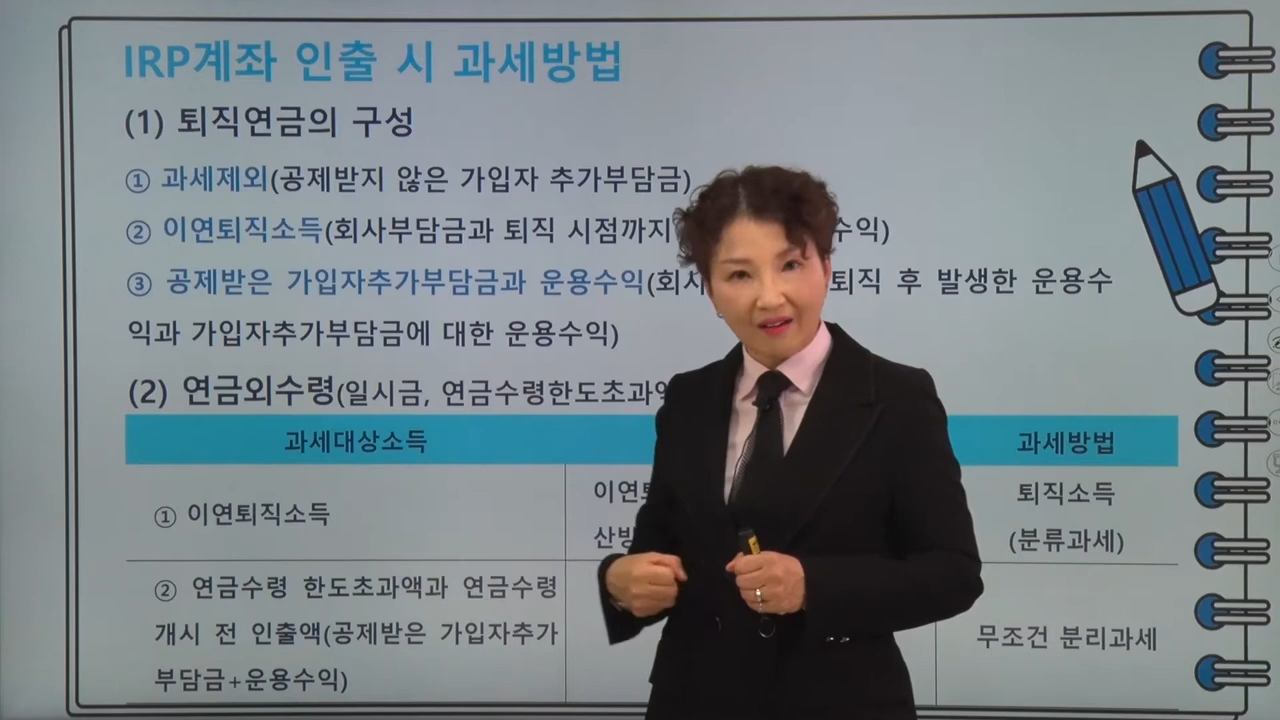 IRP계좌 인출 시 과세방법
(1) 퇴직연금의 구성
① 과세제외(공제받지 않은 가입자 추가부담금)
② 이연퇴직소득(회사부담금과 퇴직 시점까지 수익)
③ 공제받은 가입자추가부담금과 운용수익(회사 퇴직 후 발생한 운용수
익과 가입자추가부담금에 대한 운용수익)
(2) 연금외수령(일시금, 연금수령한도초과액
과세대상소득 과세방법
① 이연퇴직소득 퇴직소득
(분류과세)
② 연금수령 한도초과액과 연금수령
개시 전 인출액(공제받은 가입자추가 무조건 분리과세
부담금+운용수익)